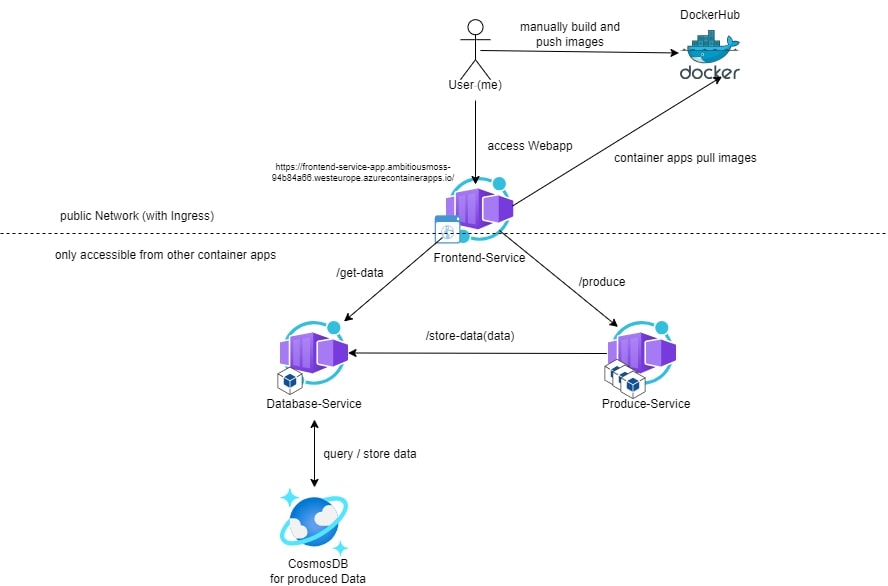 DockerHub
manually build and
push images
docker
User (me)
access Webapp
container apps pull images
https://frontend-service-app.ambitiousmoss-
94b84a66.westeurope.azurecontainerapps.io/
public Network (with Ingress)
only accessible from other container apps
Frontend-Service
/get-data
/produce
/store-data(data)
Database-Service
Produce-Service
query / store data
CosmosDB
for produced Data